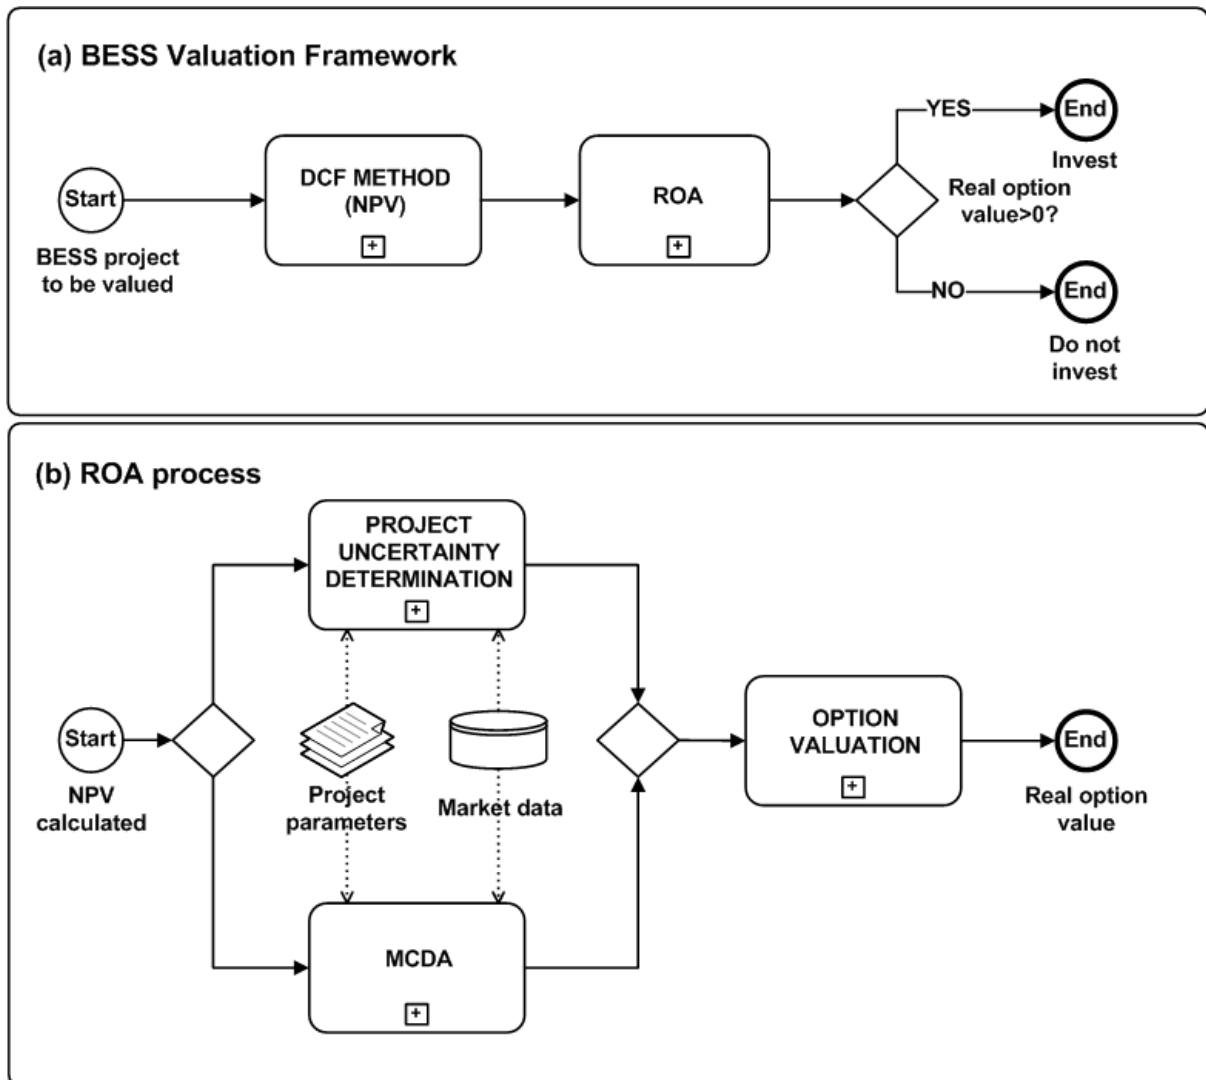 (a) BESS Valuation Framework
Start
BESS project
to be valued
DCF METHOD
(NPV)
+
ROA
+
Real option
value>0?
YES
End
Invest
NO
End
Do not
invest
(b) ROA process
Start
NPV
calculated
PROJECT
UNCERTAINTY
DETERMINATION
+
Project
parameters
Market data
MCDA
+
OPTION
VALUATION
+
End
Real option
value